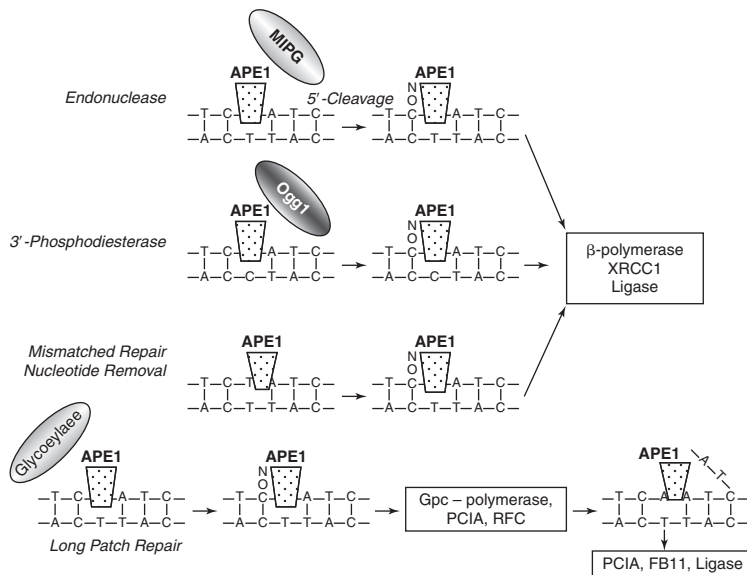 MIPG
APE1
Endonuclease
5'-Cleavage
N
O
–T–C A–T–C– –T–C A–T–C–
–A–C–T–T–A–C– –A–C–T–T–A–C–
Ogg1
APE1 APE1
3'-Phosphodiesterase
N
O
–T–C A–T–C– –T–C A–T–C–
–A–C–C–T–A–C– –A–C–C–T–A–C–
β-polymerase
XRCC1
Ligase
APE1 APE1
Mismatched Repair
Nucleotide Removal
N
O
–T–C–T–A–T–C– –T–C A–T–C–
–A–C–T–T–A–C– –A–C–T–T–A–C–
Glycoeylaee
APE1 APE1 APE1
–A–T–
N
O
–T–C A–T–C– –T–C A–T–C– –T–C–A–A–T–C–
–A–C–T–T–A–C– –A–C–T–T–A–C– –A–C–T–T–A–C–
Gpc – polymerase,
PCIA, RFC
Long Patch Repair
PCIA, FB11, Ligase